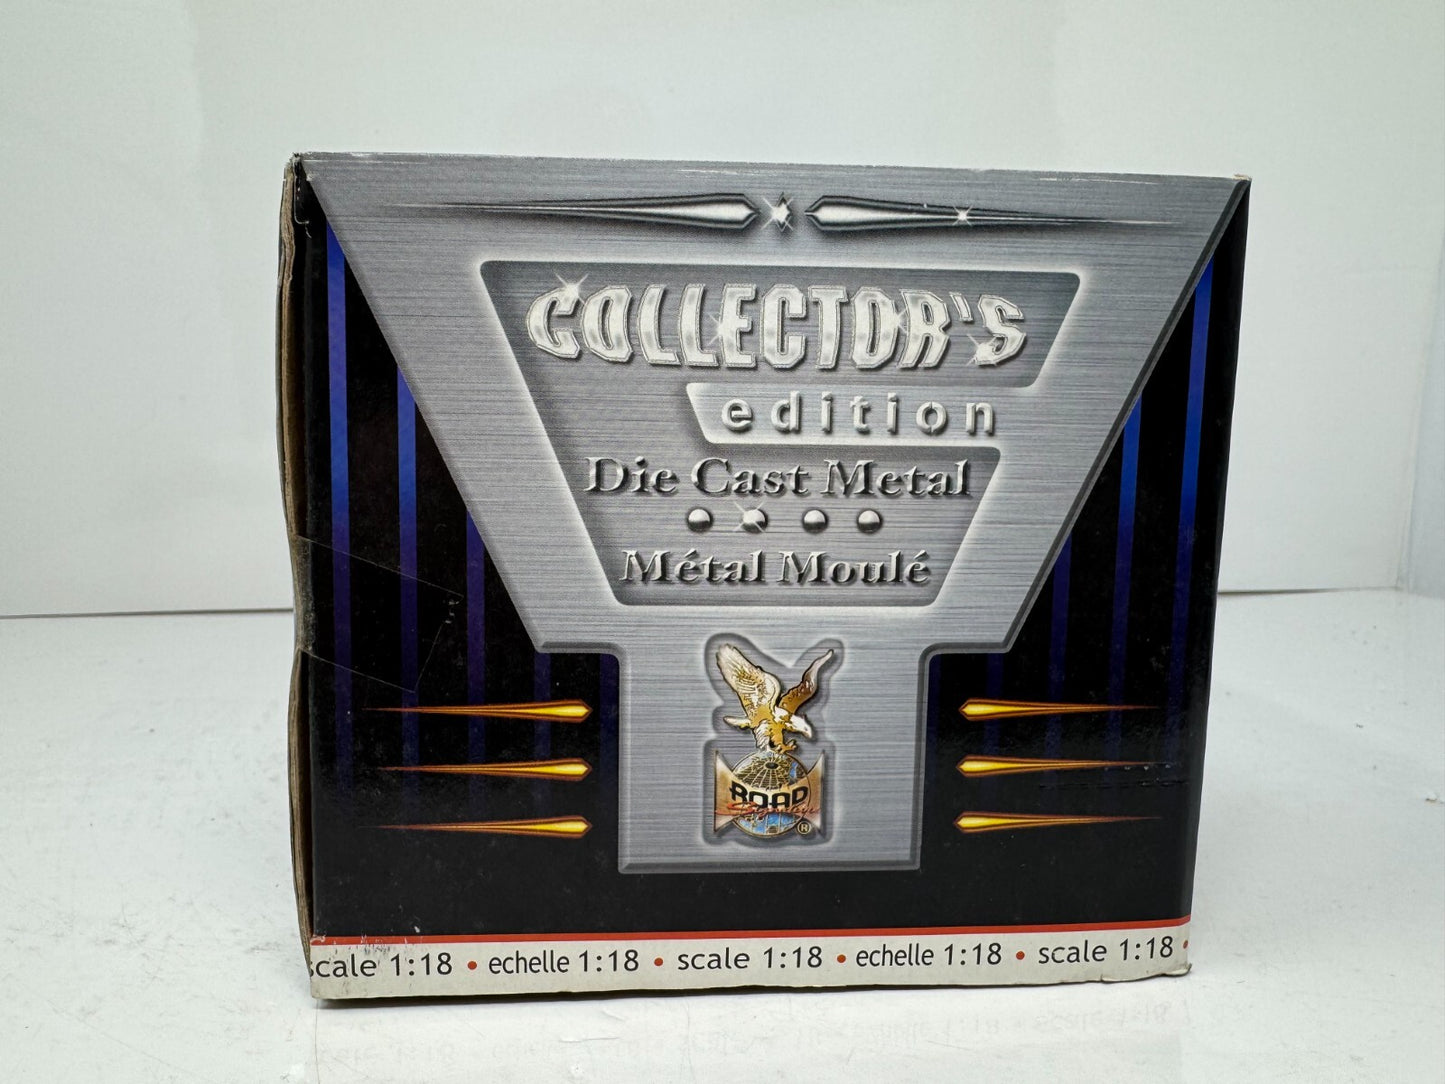 COLLECTOR'S
edition
Die Cast Metal
Métal Moulé
ROAD
Signature
®
scale 1:18 • echelle 1:18 • scale 1:18 • echelle 1:18 • scale 1:18 •